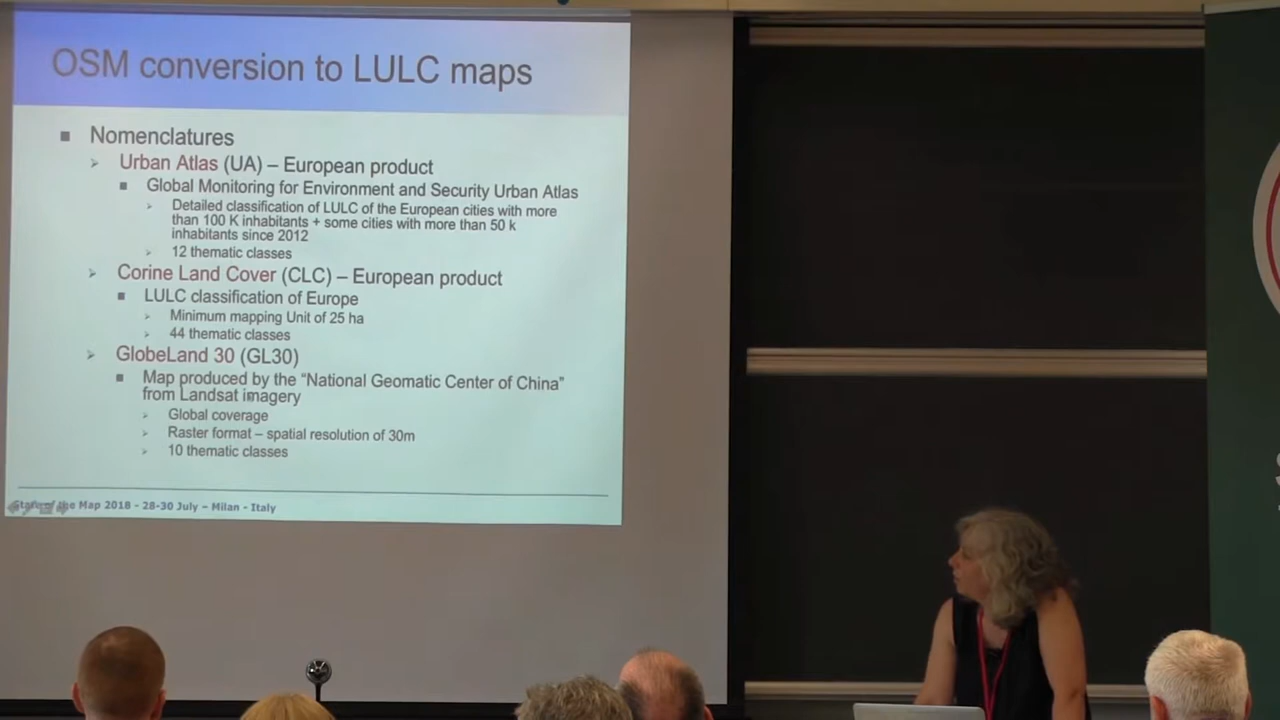 OSM conversion to LULC maps
Nomenclatures
Urban Atlas (UA) – European product
Global Monitoring for Environment and Security Urban Atlas
Detailed classification of LULC of the European cities with more
than 100 K inhabitants + some cities with more than 50 k
inhabitants since 2012
12 thematic classes
Corine Land Cover (CLC) – European product
LULC classification of Europe
Minimum mapping Unit of 25 ha
44 thematic classes
GlobeLand 30 (GL30)
Map produced by the “National Geomatic Center of China”
from Landsat imagery
Global coverage
Raster format – spatial resolution of 30m
10 thematic classes
State of the Map 2018 - 28-30 July – Milan - Italy